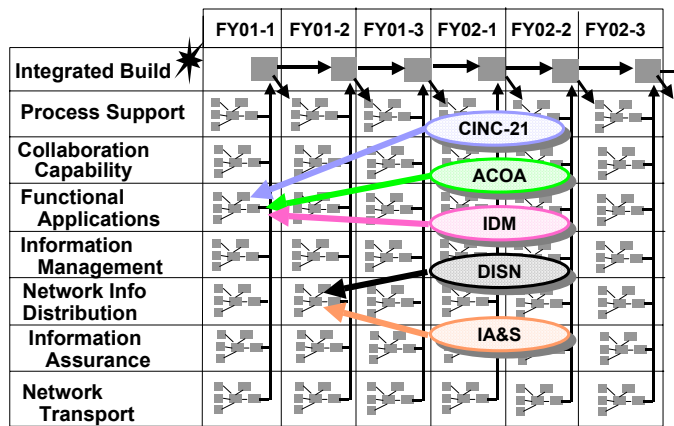 FY01-1 FY01-2 FY01-3 FY02-1 FY02-2 FY02-3
Integrated Build
Process Support
CINC-21
Collaboration
Capability
ACOA
Functional
Applications
IDM
Information
Management
DISN
Network Info
Distribution
Information
Assurance
IA&S
Network
Transport